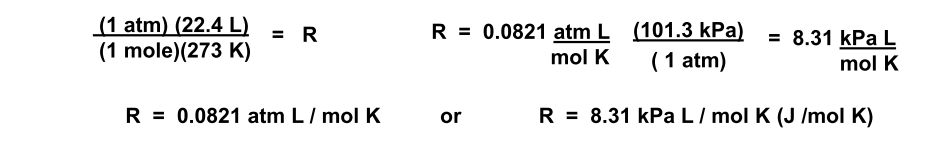 (1 atm) (22.4 L) / (1 mole)(273 K) = R
R = 0.0821 atm L / mol K (101.3 kPa) / ( 1 atm) = 8.31 kPa L / mol K
R = 0.0821 atm L / mol K or R = 8.31 kPa L / mol K (J /mol K)